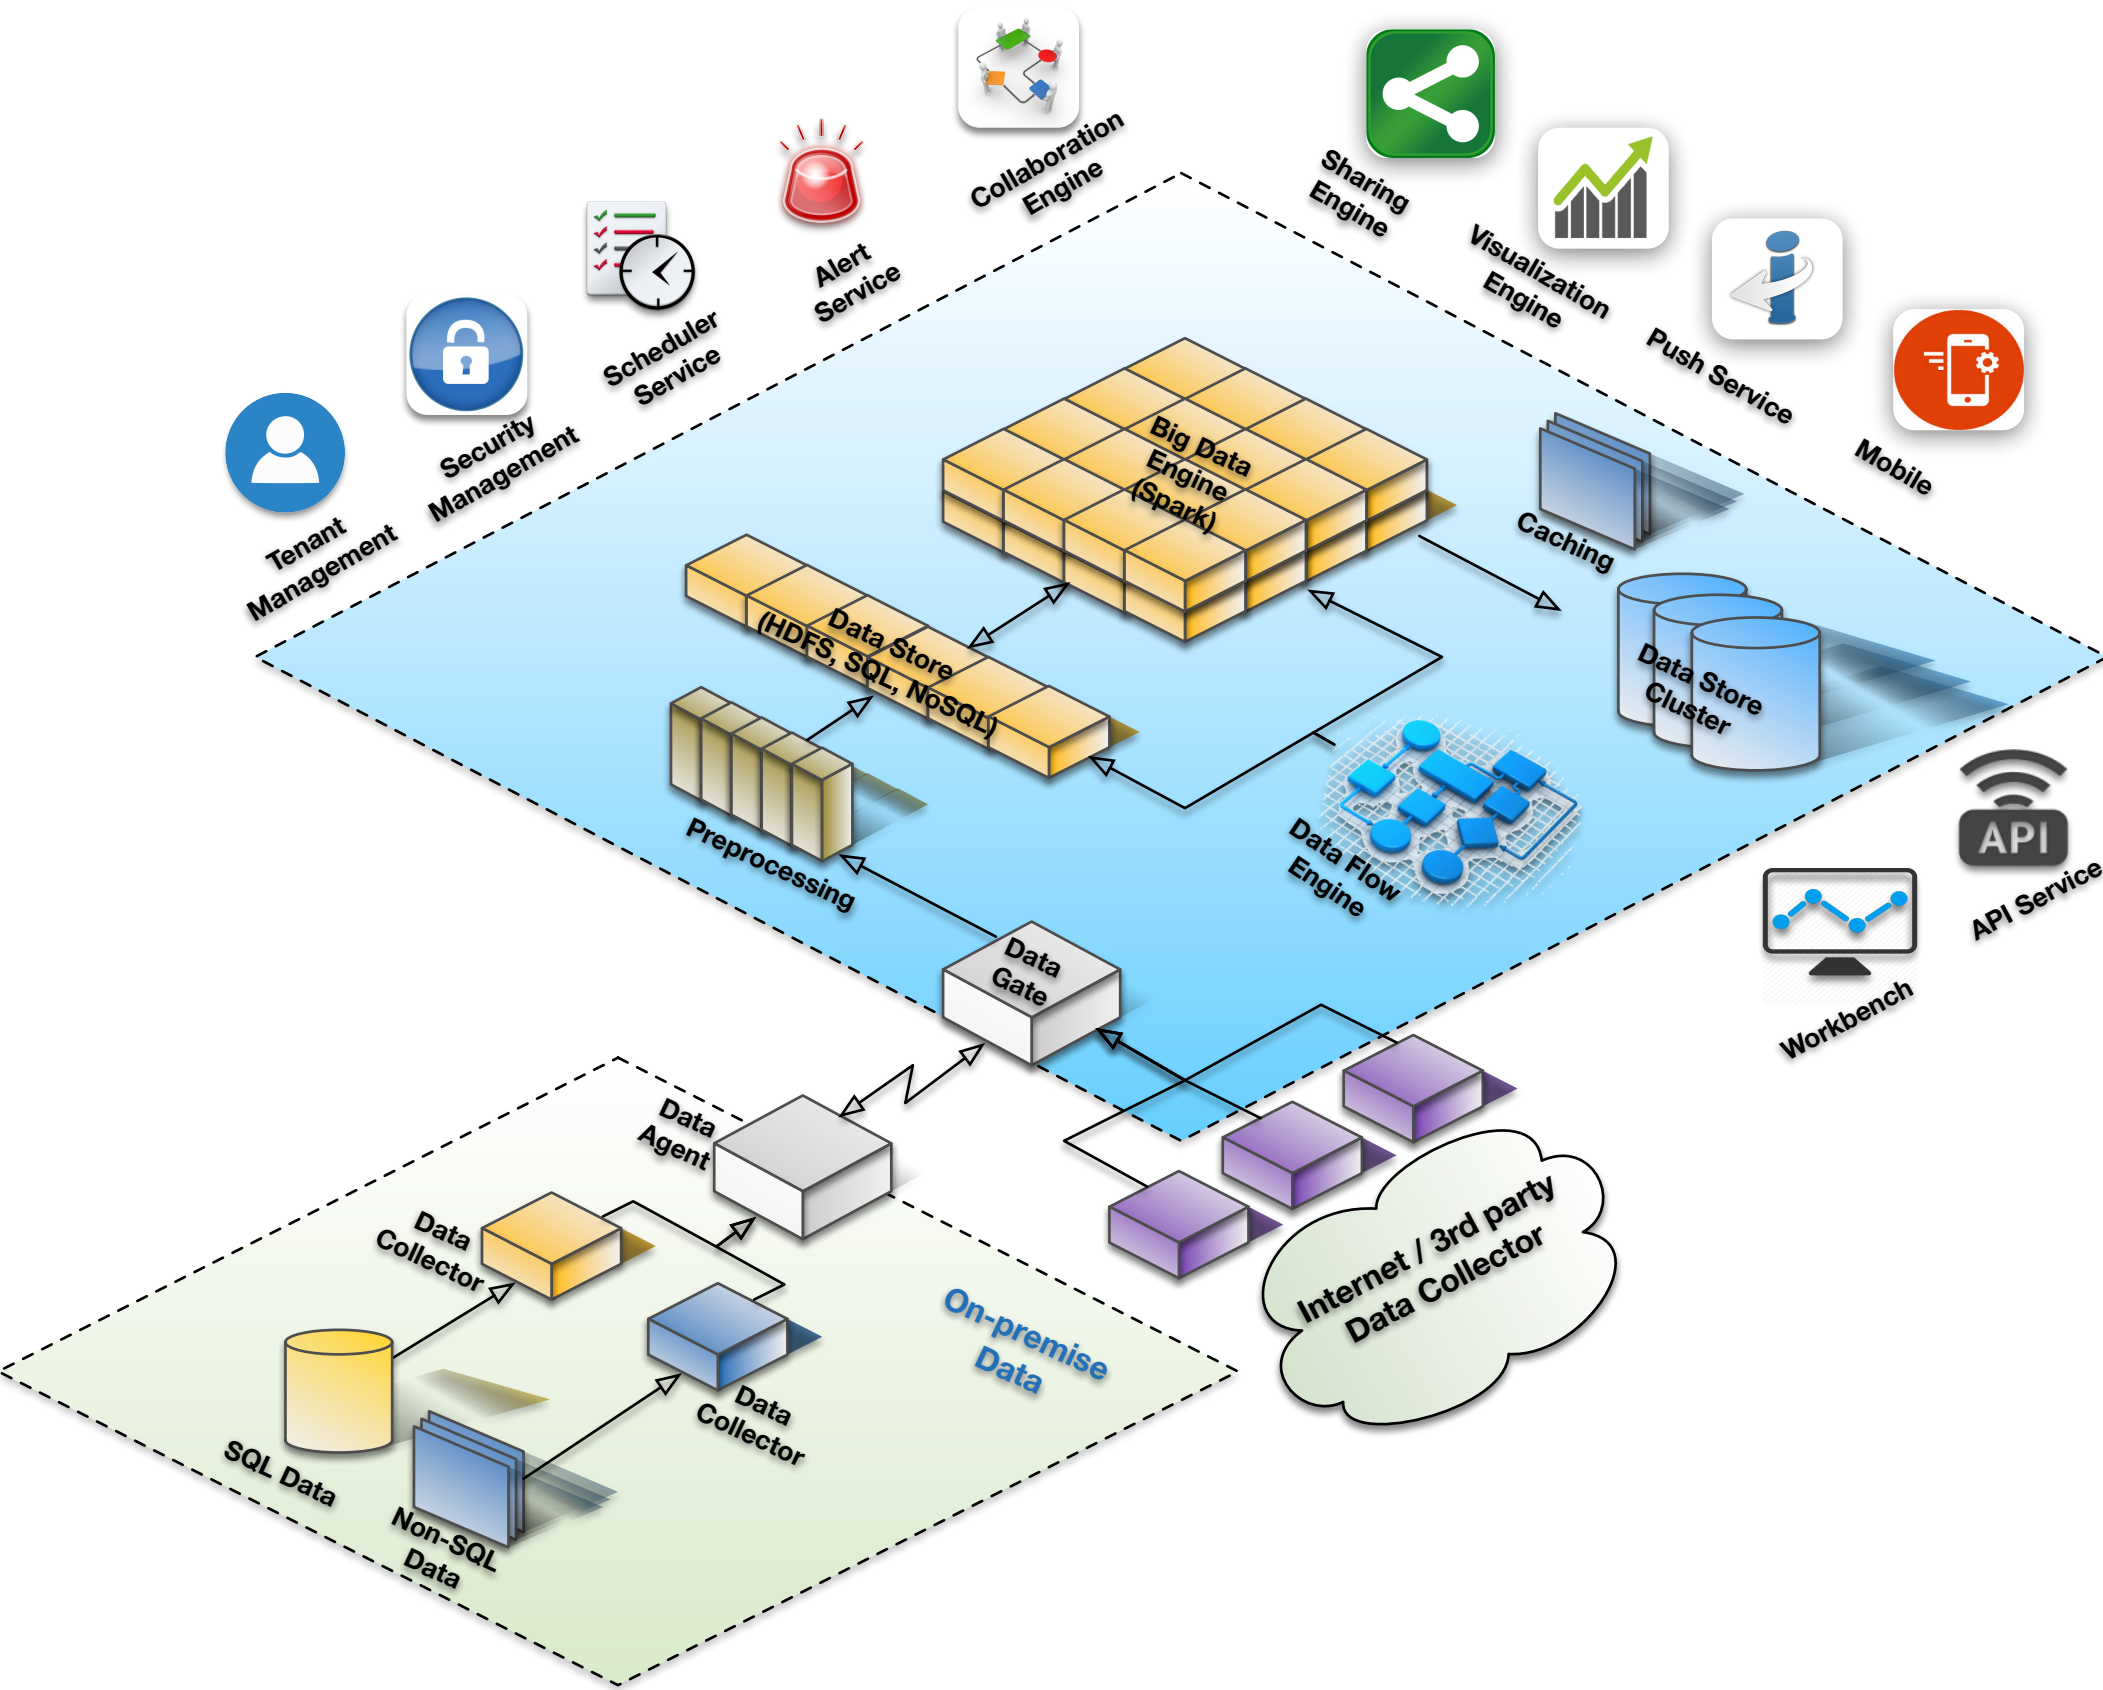 Collaboration
Engine
Sharing
Engine
Visualization
Engine
Push Service
Mobile
Alert
Service
Scheduler
Service
Security
Management
Tenant
Management
Big Data
Engine
(Spark)
Caching
Data Store
(HDFS, SQL, NoSQL)
Data Store
Cluster
Preprocessing
Data Flow
Engine
API
API Service
Workbench
Data
Gate
Data
Agent
Data
Collector
Internet / 3rd party
Data Collector
On-premise
Data
Data
Collector
SQL Data
Non-SQL
Data